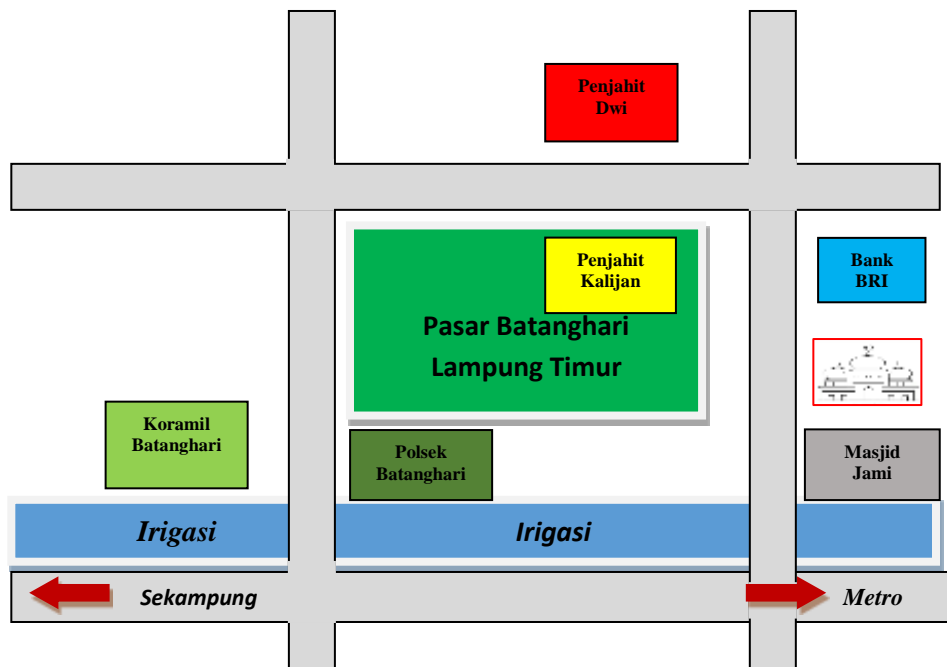 Penjahit
Dwi
Penjahit
Kalijan
Bank
BRI
Pasar Batanghari
Lampung Timur
Koramil
Batanghari
Polsek
Batanghari
Masjid
Jami
Irigasi
Irigasi
Sekampung
Metro